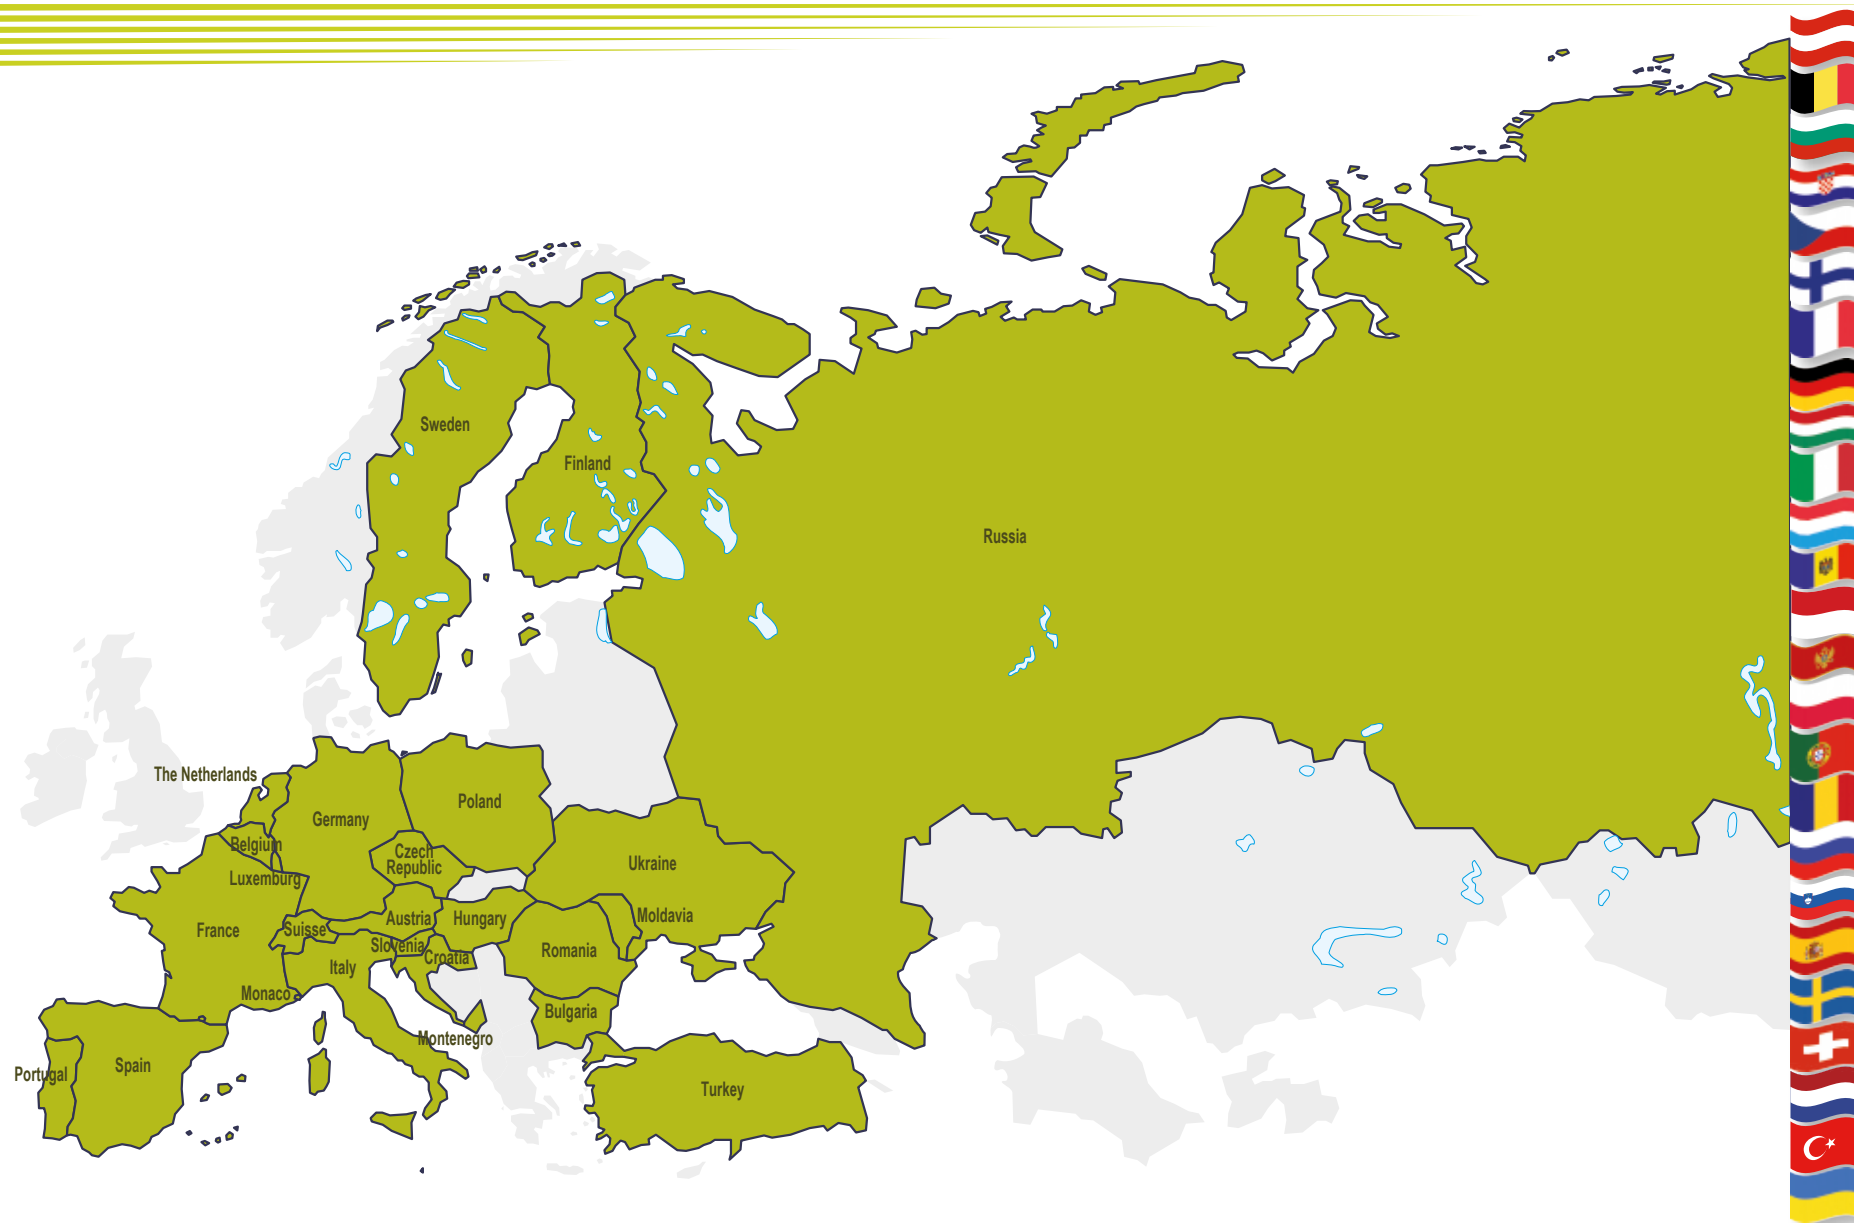 Sweden
Finland
Russia
The Netherlands
Poland
Germany
Belgium
Czech
Republic
Ukraine
Luxemburg
Austria
Hungary
Moldavia
France
Suisse
Slovenia
Romania
Croatia
Italy
Monaco
Bulgaria
Montenegro
Spain
Portugal
Turkey